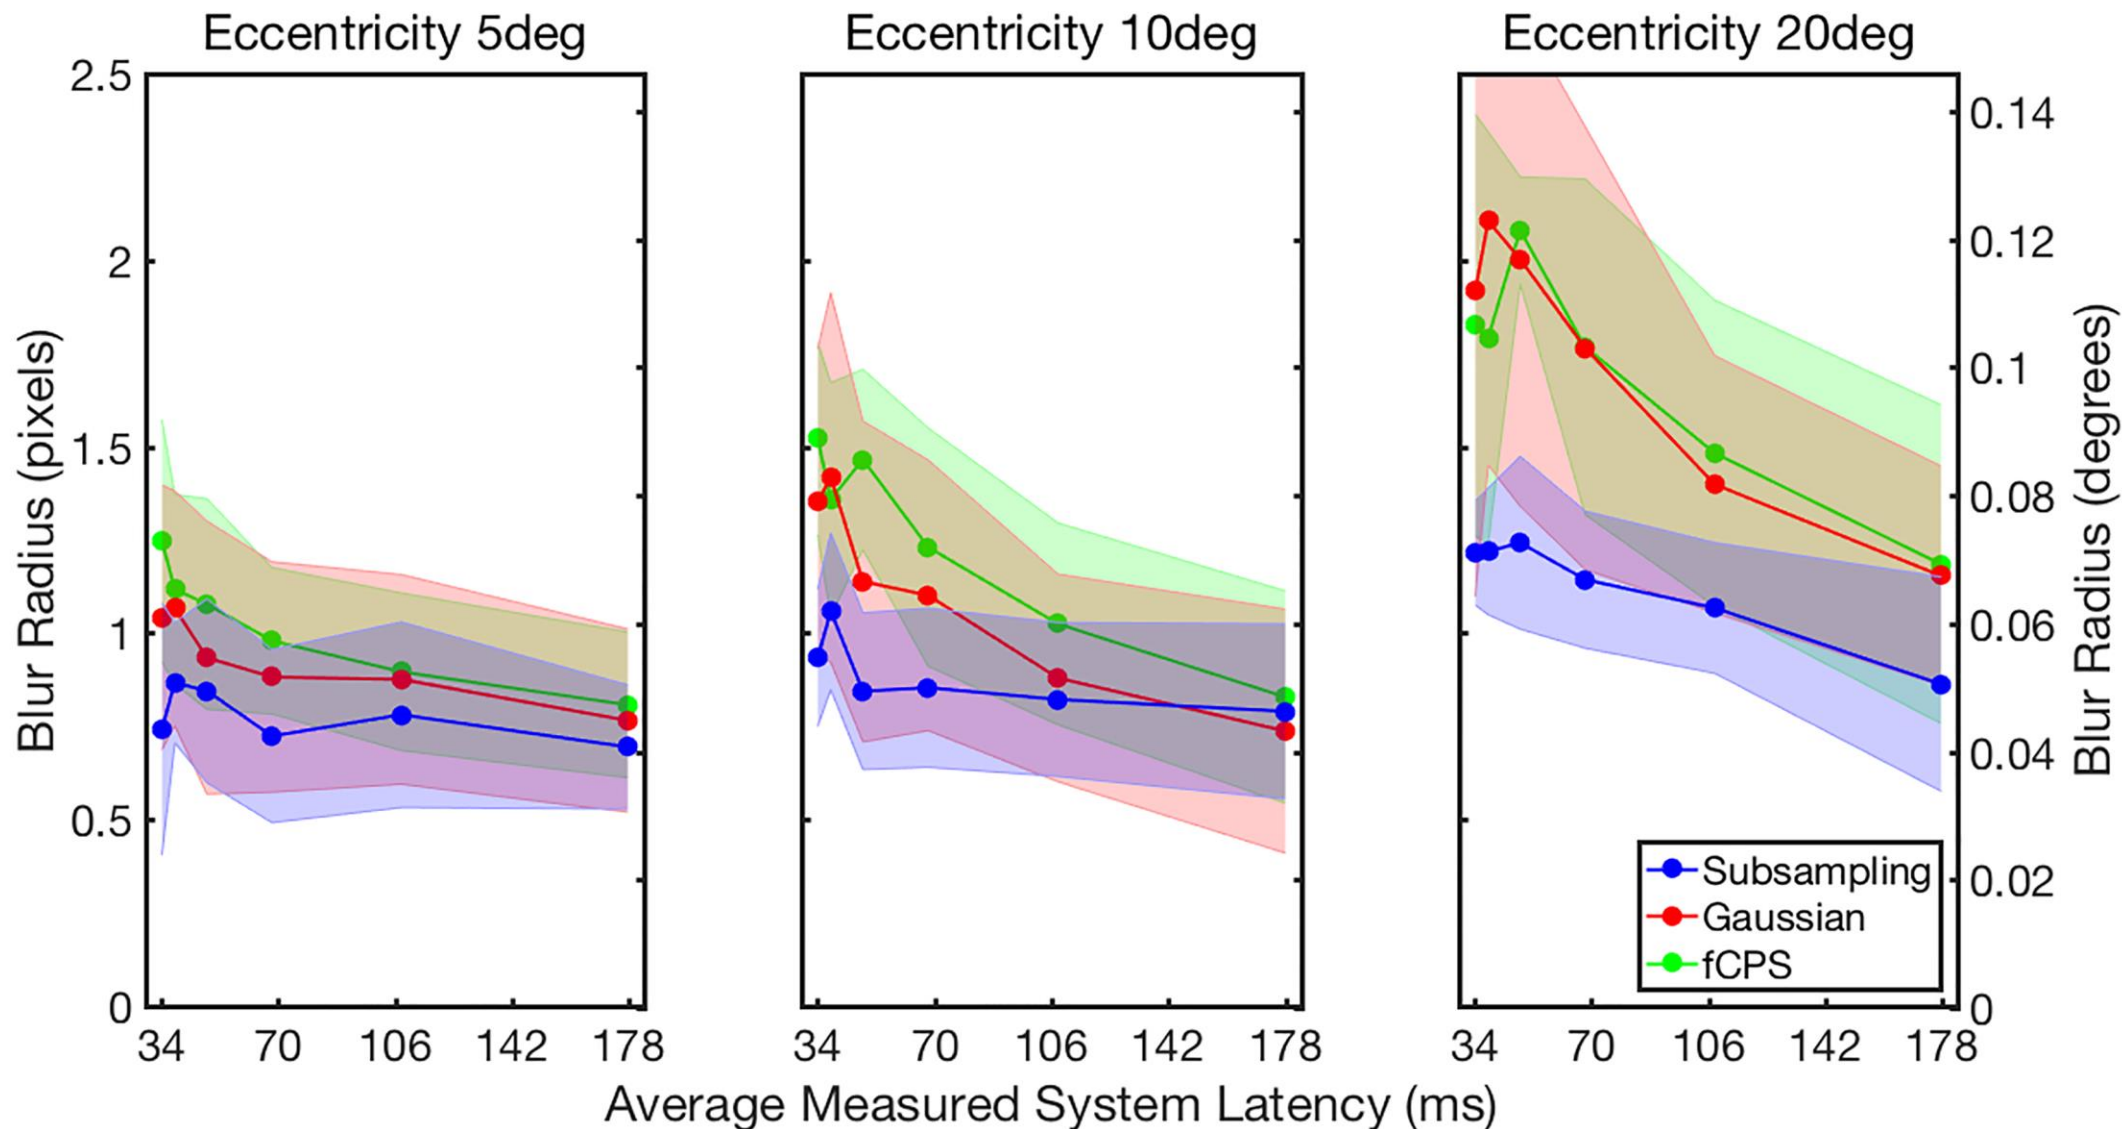 Eccentricity 5deg Eccentricity 10deg Eccentricity 20deg
Blur Radius (pixels)
2.5
2
1.5
1
0.5
0
0.14
0.12
0.1
0.08
0.06
0.04
0.02
0
Blur Radius (degrees)
Subsampling
Gaussian
fCPS
34 70 106 142 178 34 70 106 142 178 34 70 106 142 178
Average Measured System Latency (ms)